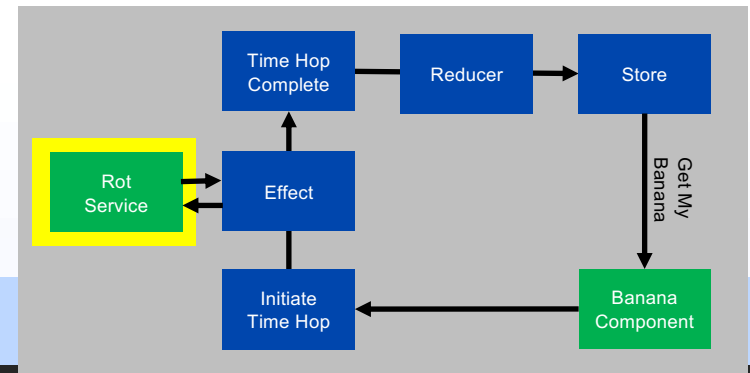 Time Hop
Complete
Reducer
Store
Rot
Service
Effect
Get My
Banana
Initiate
Time Hop
Banana
Component